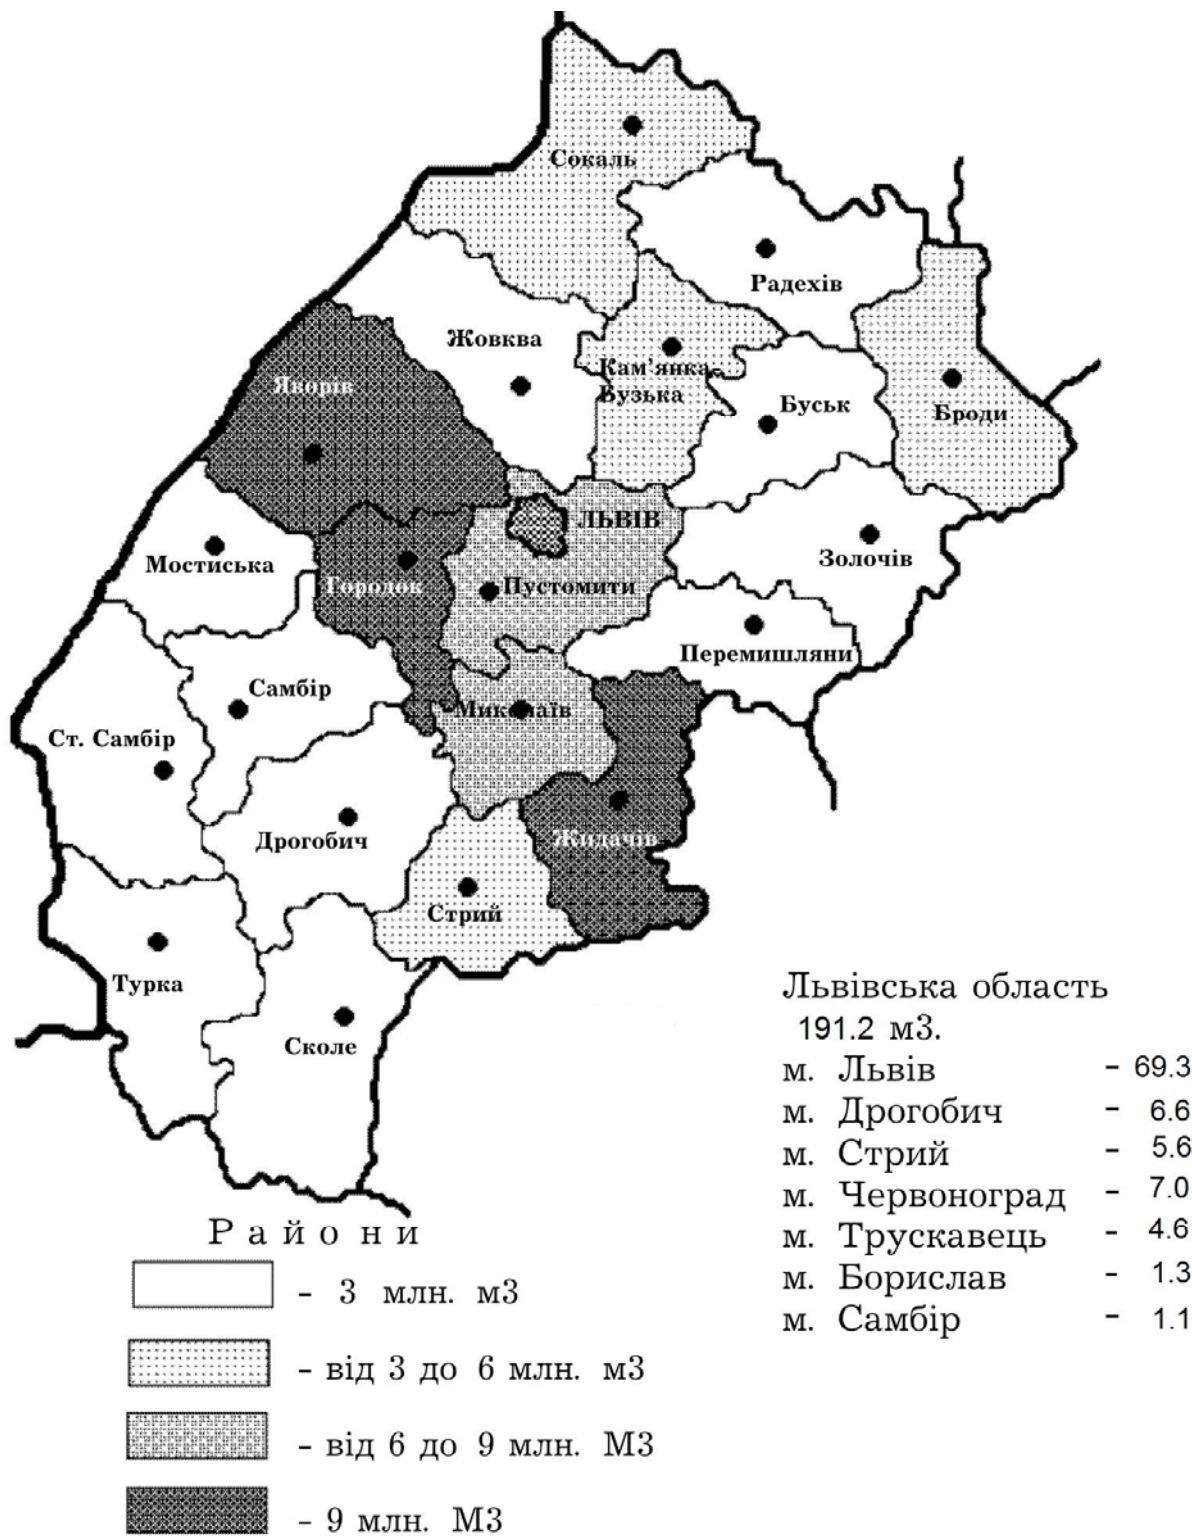 Сокаль
Радехів
Жовква
Яворів
Кам'янка-
Бузька
Буськ
Броди
ЛЬВІВ
Золочів
Мостиська
Городок
Пустомити
Перемишляни
Самбір
Миколаїв
Ст. Самбір
Дрогобич
Жидачів
Стрий
Турка
Сколе
Львівська область
191.2 м3.
м. Львів - 69.3
м. Дрогобич - 6.6
м. Стрий - 5.6
м. Червоноград - 7.0
м. Трускавець - 4.6
м. Борислав - 1.3
м. Самбір - 1.1
Райони
- 3 млн. м3
- від 3 до 6 млн. м3
- від 6 до 9 млн. М3
- 9 млн. М3